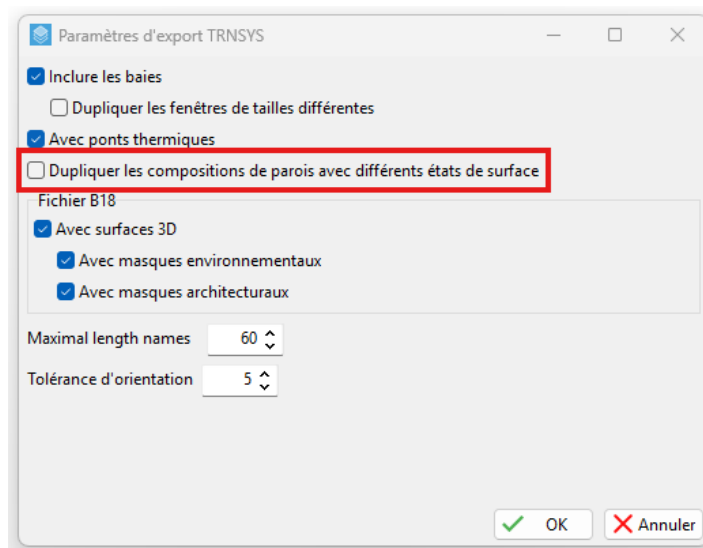 Paramètres d'export TRNSYS
Inclure les baies
Dupliquer les fenêtres de tailles différentes
Avec ponts thermiques
Dupliquer les compositions de parois avec différents états de surface
Fichier B18
Avec surfaces 3D
Avec masques environnementaux
Avec masques architecturaux
Maximal length names 60
Tolérance d'orientation 5
OK Annuler